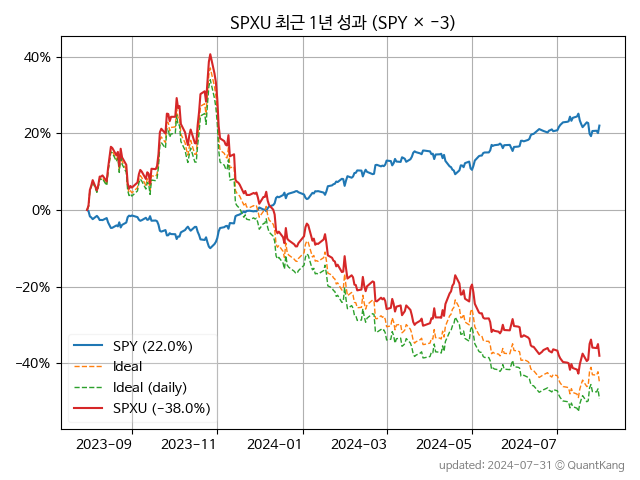 SPXU 최근 1년 성과 (SPY × −3)
40%
20%
0%
−20%
−40%
SPY (22.0%)
Ideal
Ideal (daily)
SPXU (−38.0%)
2023-09
2023-11
2024-01
2024-03
2024-05
2024-07
updated: 2024-07-31 © QuantKang